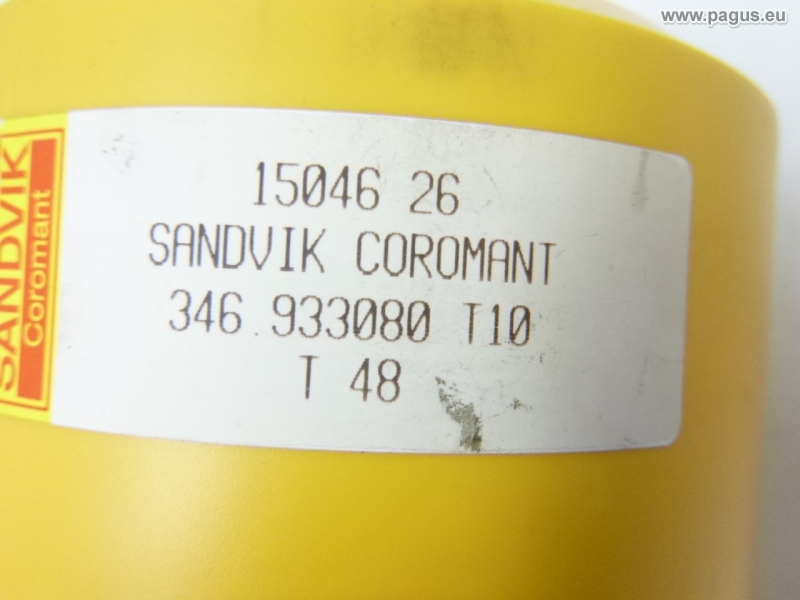 www.pagus.eu
SANDVIK
Coromant
15046 26
SANDVIK COROMANT
346.933080 T10
T 48